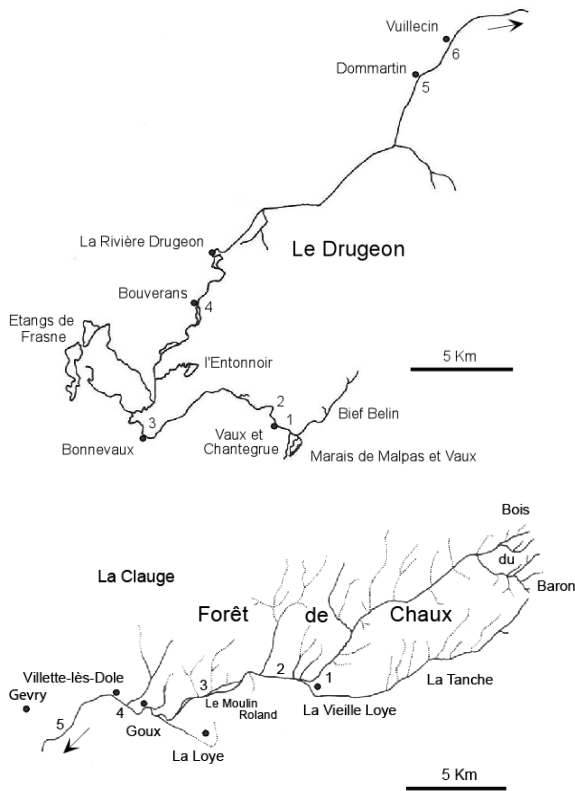 Vuillecin
6
Dommartin
5
La Rivière Drugeon
Le Drugeon
Bouverans
4
Etangs de
Frasne
l'Entonnoir
5 Km
2
Bief Belin
3
1
Bonnevaux
Vaux et
Chantegrue
Marais de Malpas et Vaux
Bois
du
Baron
La Clauge
Forêt de Chaux
Villette-lès-Dole
Gevry
1
2
La Tanche
3
Le Moulin
Roland
La Vieille Loye
4
5
Goux
La Loye
5 Km